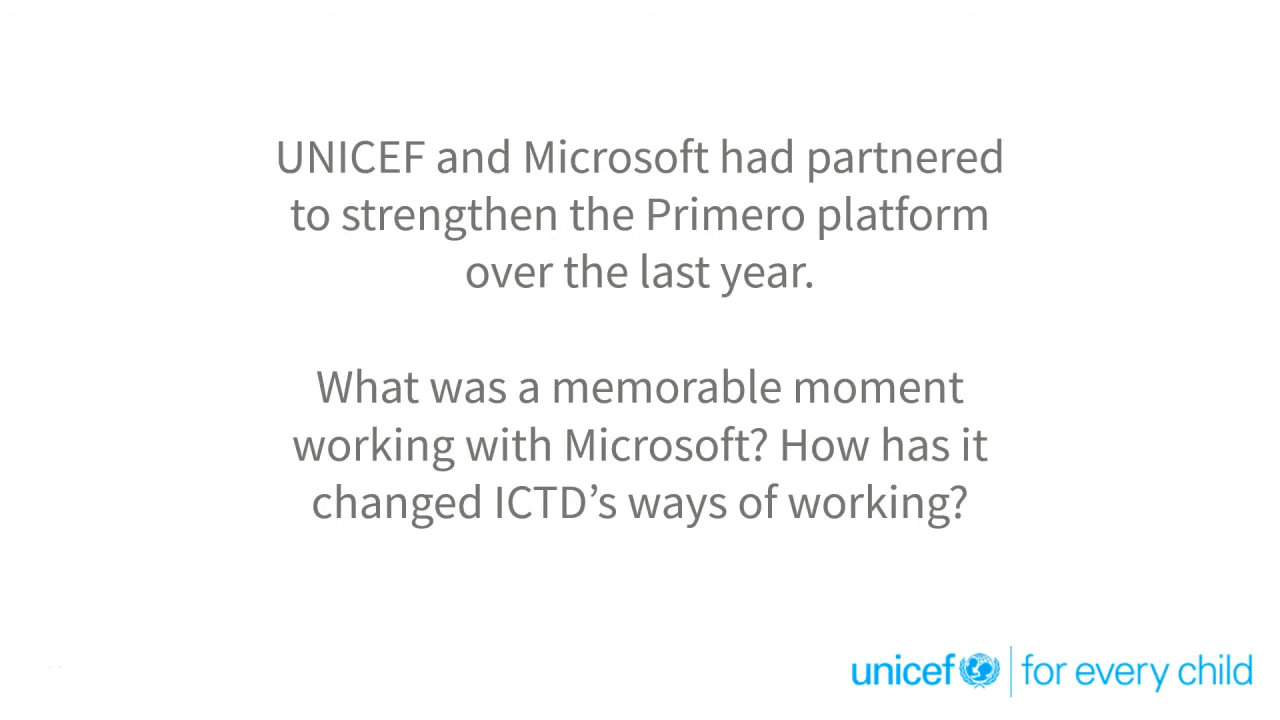 UNICEF and Microsoft had partnered
to strengthen the Primero platform
over the last year.
What was a memorable moment
working with Microsoft? How has it
changed ICTD’s ways of working?
unicef for every child